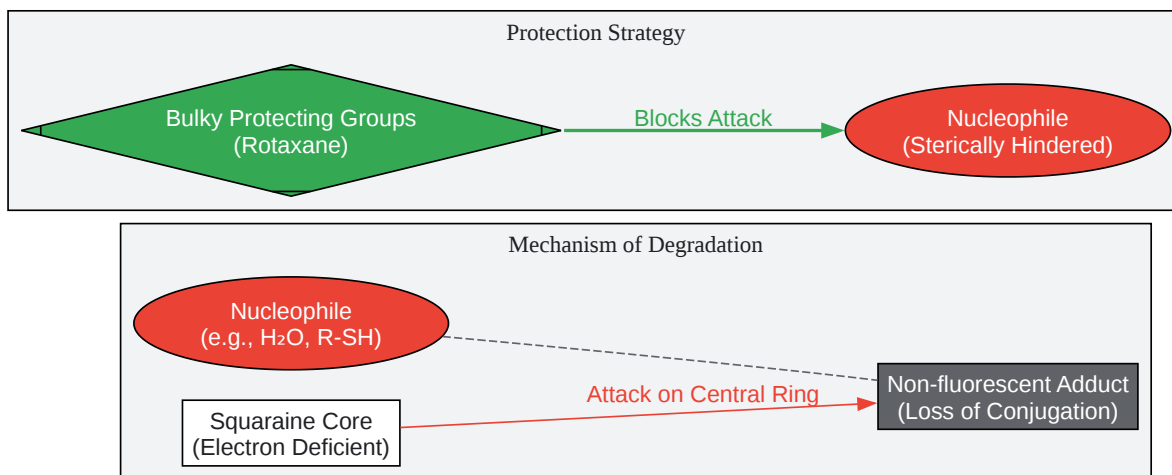 Protection Strategy
Bulky Protecting Groups
(Rotaxane)
Blocks Attack
Nucleophile
(Sterically Hindered)
Mechanism of Degradation
Nucleophile
(e.g., H₂O, R-SH)
Squaraine Core
(Electron Deficient)
Attack on Central Ring
Non-fluorescent Adduct
(Loss of Conjugation)